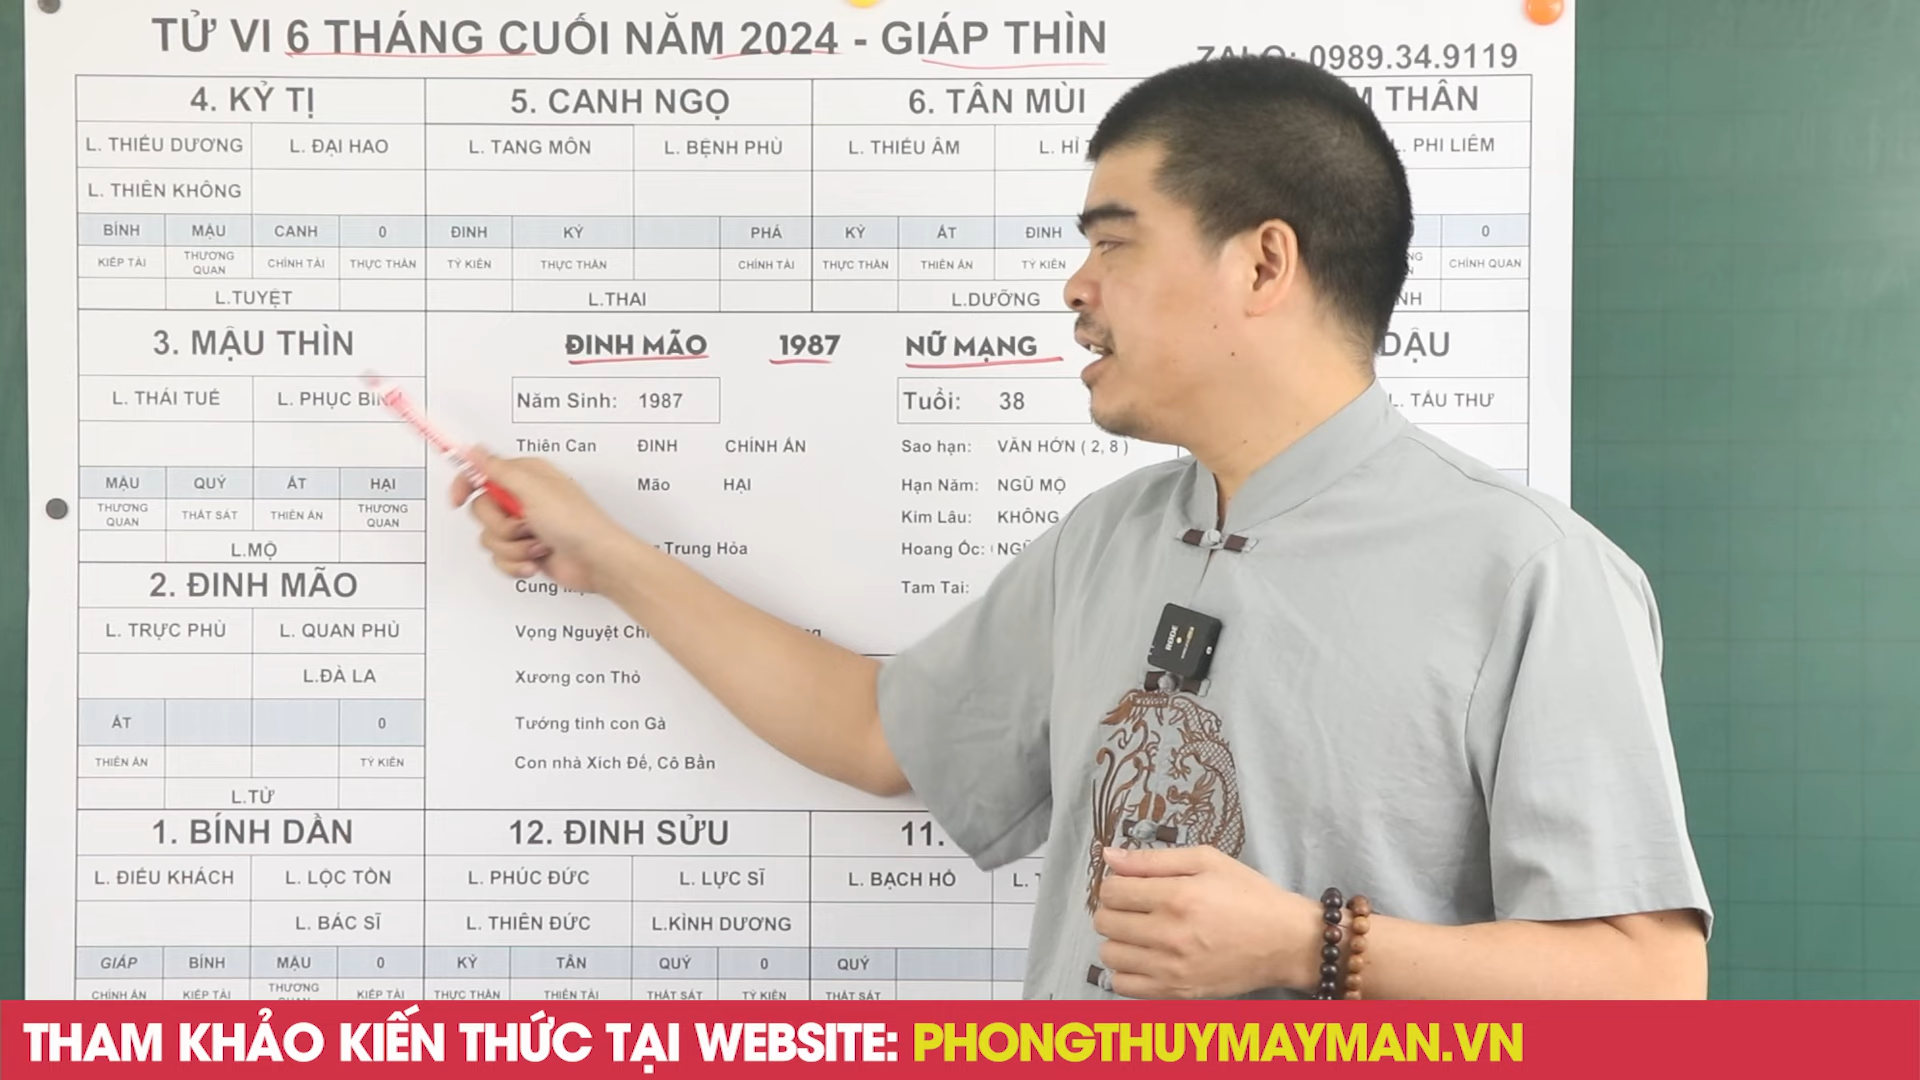 TỬ VI 6 THÁNG CUỐI NĂM 2024 - GIÁP THÌN
ZALO: 0989.34.9119
4. KỶ TỊ
5. CANH NGỌ
6. TÂN MÙI
THÂN
L. THIẾU DƯƠNG
L. ĐẠI HAO
L. TANG MÔN
L. BỆNH PHÙ
L. THIẾU ÂM
L. HỈ
L. PHI LIÊM
L. THIÊN KHÔNG
BÍNH MẬU CANH 0 ĐINH KỶ PHÁ KỶ ẤT ĐINH 0
KIẾP TÀI THƯƠNG QUAN CHÍNH TÀI THỰC THẦN TỶ KIÊN THỰC THẦN CHÍNH TÀI THỰC THẦN THIÊN ẤN TỶ KIÊN CHÍNH QUAN
L.TUYỆT
L.THAI
L.DƯỠNG
3. MẬU THÌN
ĐINH MÃO 1987 NỮ MẠNG
DẬU
L. THÁI TUẾ
L. PHỤC BIN
Năm Sinh: 1987
Tuổi: 38
L. TẤU THƯ
Thiên Can ĐINH CHÍNH ẤN
Sao hạn: VÂN HỚN ( 2, 8 )
MẬU QUÝ ẤT HẠI
Mão HẠI
Hạn Năm: NGŨ MỘ
THƯƠNG QUAN THẤT SÁT THIÊN ẤN THƯƠNG QUAN
Kim Lâu: KHÔNG
L.MỘ
Trung Hỏa
Hoang Ốc:
2. ĐINH MÃO
Cung
Tam Tai:
L. TRỰC PHÙ
L. QUAN PHÙ
Vọng Nguyệt
L.ĐÀ LA
Xương con Thỏ
ẤT 0
Tướng tinh con Gà
THIÊN ẤN TỶ KIÊN
Con nhà Xích Đế, Cô Bần
L.TỬ
1. BÍNH DẦN
12. ĐINH SỬU
11.
L. ĐIẾU KHÁCH
L. LỘC TỒN
L. PHÚC ĐỨC
L. LỰC SĨ
L. BẠCH HỔ
L.
L. BÁC SĨ
L. THIÊN ĐỨC
L.KÌNH DƯƠNG
GIÁP BÍNH MẬU 0 KỶ TÂN QUÝ 0 QUÝ
CHÍNH ẤN KIẾP TÀI THƯƠNG KIẾP TÀI THỰC THẦN THIÊN TÀI THẤT SÁT TỶ KIÊN THẤT SÁT
RODE
THAM KHẢO KIẾN THỨC TẠI WEBSITE: PHONGTHUYMAYMAN.VN